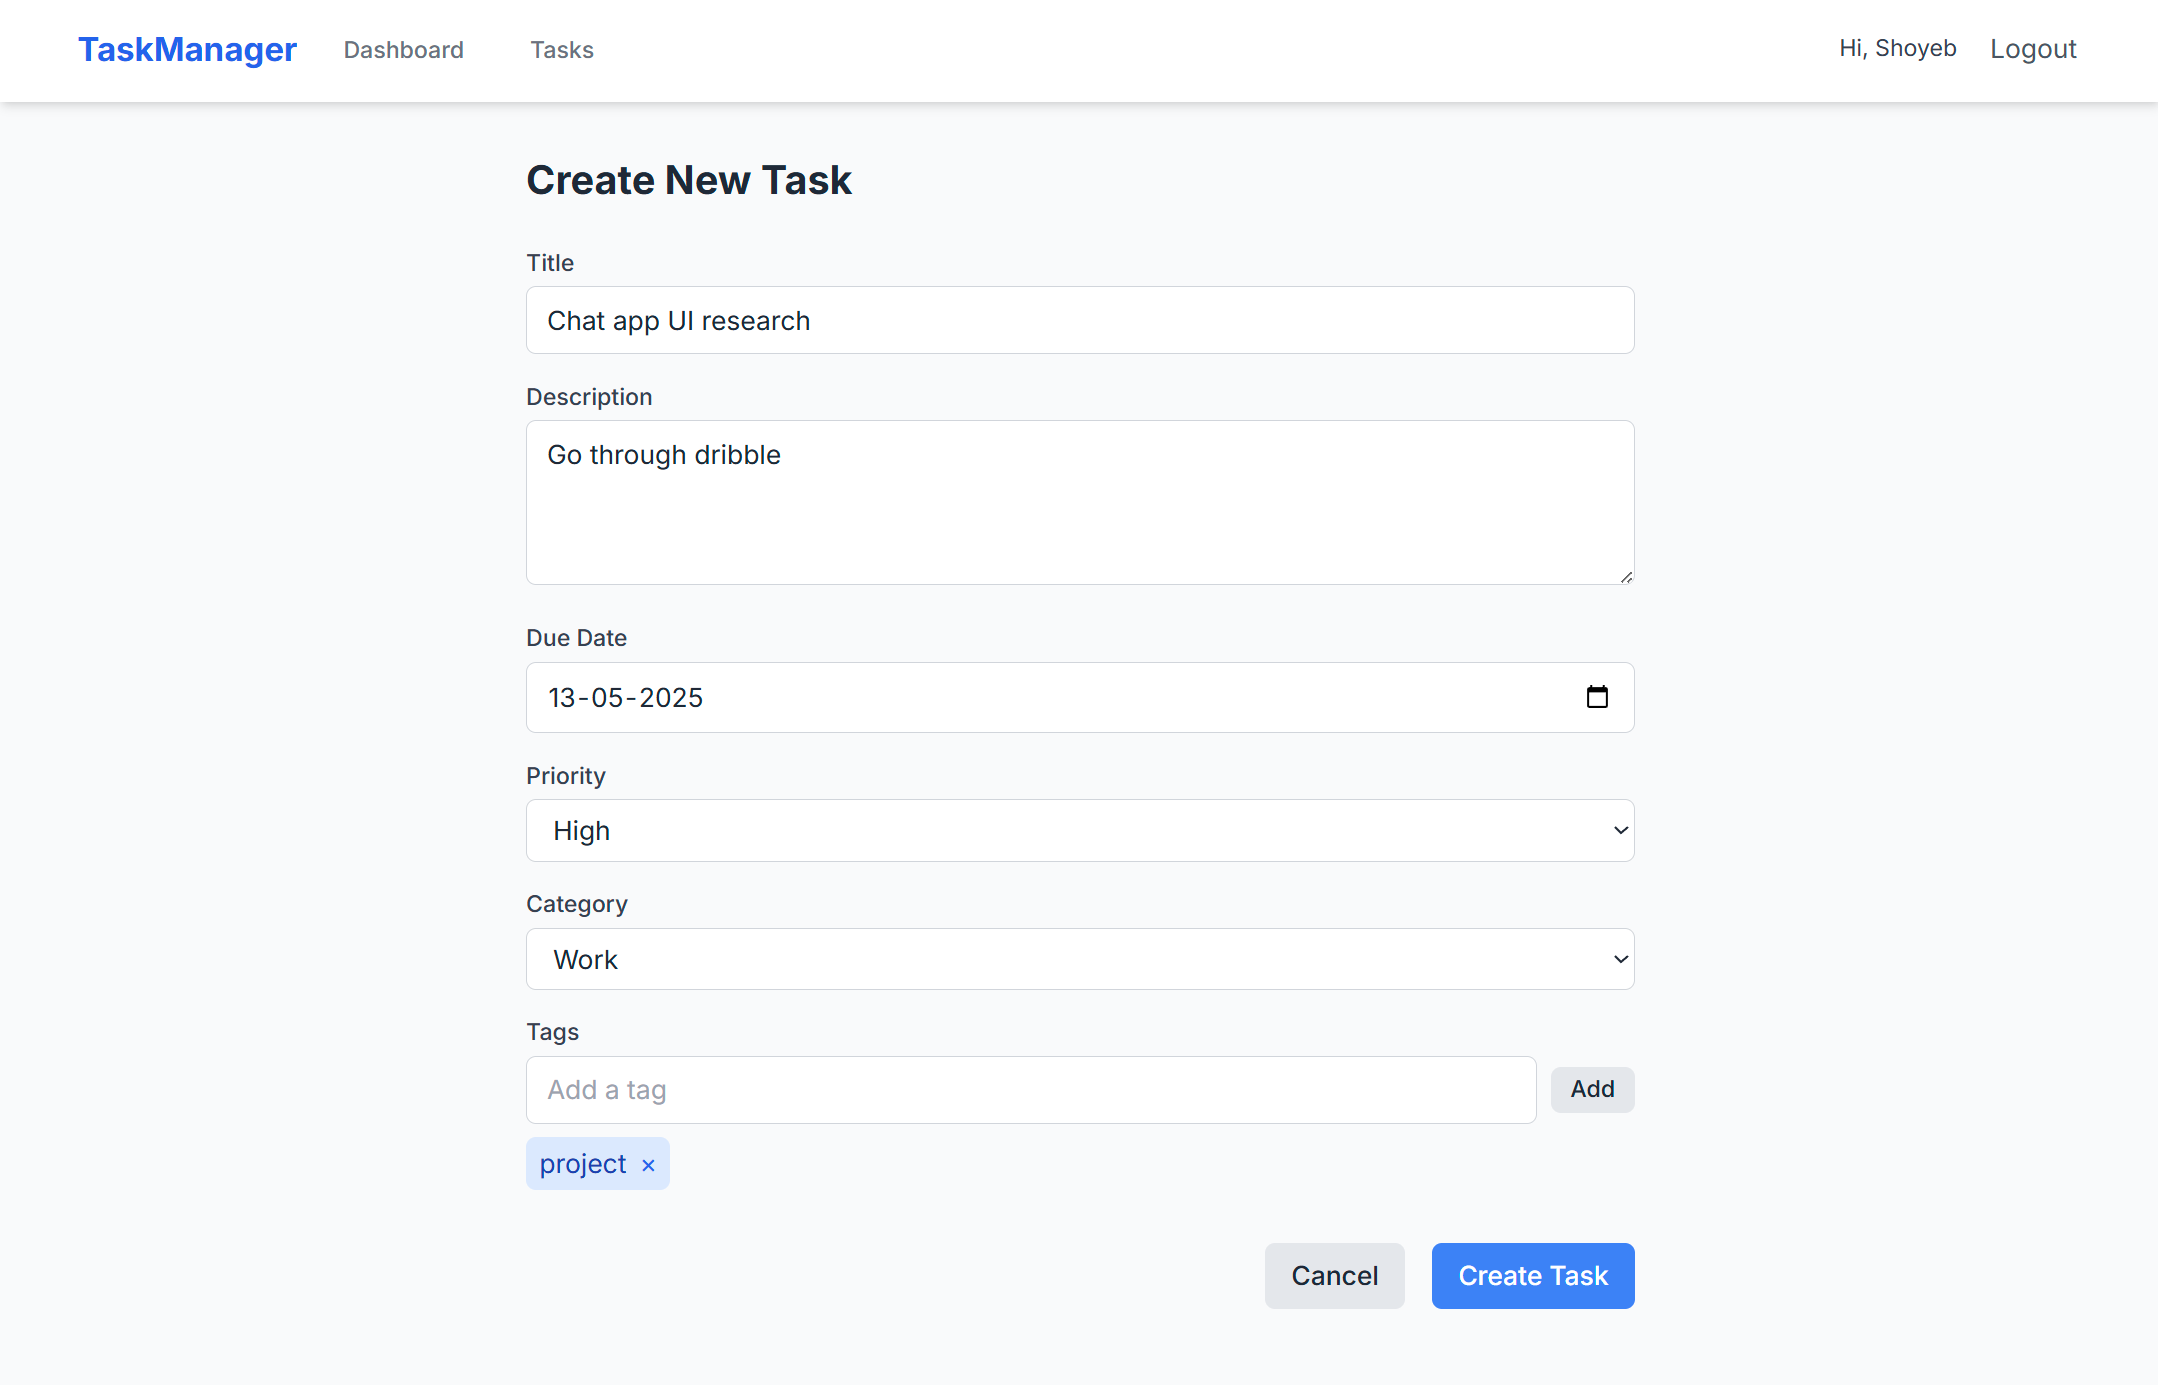 TaskManager Dashboard Tasks Hi, Shoyeb Logout
Create New Task
Title
Chat app UI research
Description
Go through dribble
Due Date
13-05-2025
Priority
High
Category
Work
Tags
Add a tag Add
project ×
Cancel Create Task